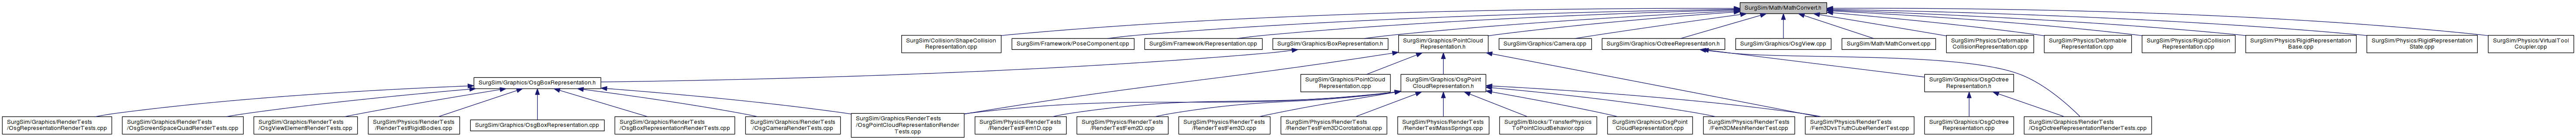 SurgSim/Math/MathConvert.h
SurgSim/Collision/ShapeCollision
Representation.cpp
SurgSim/Framework/PoseComponent.cpp
SurgSim/Framework/Representation.cpp
SurgSim/Graphics/BoxRepresentation.h
SurgSim/Graphics/PointCloud
Representation.h
SurgSim/Graphics/Camera.cpp
SurgSim/Graphics/OctreeRepresentation.h
SurgSim/Graphics/OsgView.cpp
SurgSim/Math/MathConvert.cpp
SurgSim/Physics/Deformable
CollisionRepresentation.cpp
SurgSim/Physics/Deformable
Representation.cpp
SurgSim/Physics/RigidCollision
Representation.cpp
SurgSim/Physics/RigidRepresentation
Base.cpp
SurgSim/Physics/RigidRepresentation
State.cpp
SurgSim/Physics/VirtualTool
Coupler.cpp
SurgSim/Graphics/OsgBoxRepresentation.h
SurgSim/Graphics/PointCloud
Representation.cpp
SurgSim/Graphics/OsgPoint
CloudRepresentation.h
SurgSim/Graphics/OsgOctree
Representation.h
SurgSim/Graphics/RenderTests
/OsgRepresentationRenderTests.cpp
SurgSim/Graphics/RenderTests
/OsgScreenSpaceQuadRenderTests.cpp
SurgSim/Graphics/RenderTests
/OsgViewElementRenderTests.cpp
SurgSim/Physics/RenderTests
/RenderTestRigidBodies.cpp
SurgSim/Graphics/OsgBoxRepresentation.cpp
SurgSim/Graphics/RenderTests
/OsgBoxRepresentationRenderTests.cpp
SurgSim/Graphics/RenderTests
/OsgCameraRenderTests.cpp
SurgSim/Graphics/RenderTests
/OsgPointCloudRepresentationRender
Tests.cpp
SurgSim/Physics/RenderTests
/RenderTestFem1D.cpp
SurgSim/Physics/RenderTests
/RenderTestFem2D.cpp
SurgSim/Physics/RenderTests
/RenderTestFem3D.cpp
SurgSim/Physics/RenderTests
/RenderTestFem3DCorotational.cpp
SurgSim/Physics/RenderTests
/RenderTestMassSprings.cpp
SurgSim/Blocks/TransferPhysics
ToPointCloudBehavior.cpp
SurgSim/Graphics/OsgPoint
CloudRepresentation.cpp
SurgSim/Physics/RenderTests
/Fem3DMeshRenderTest.cpp
SurgSim/Physics/RenderTests
/Fem3DvsTruthCubeRenderTest.cpp
SurgSim/Graphics/OsgOctree
Representation.cpp
SurgSim/Graphics/RenderTests
/OsgOctreeRepresentationRenderTests.cpp